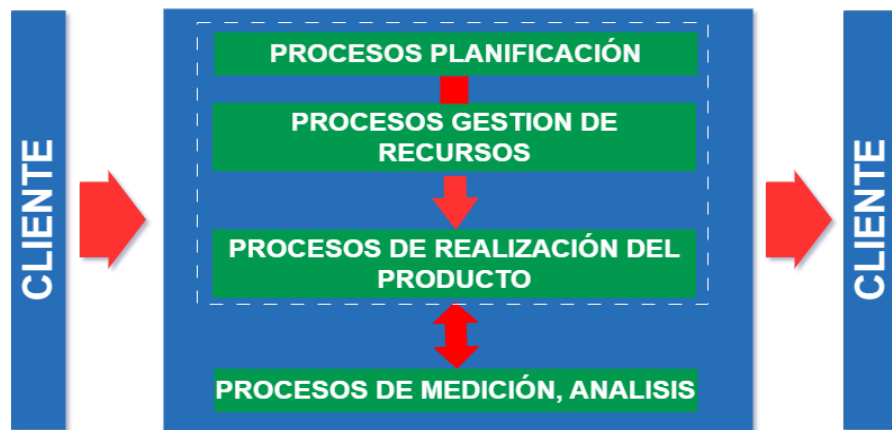 CLIENTE
PROCESOS PLANIFICACIÓN
PROCESOS GESTION DE
RECURSOS
PROCESOS DE REALIZACIÓN DEL
PRODUCTO
PROCESOS DE MEDICIÓN, ANALISIS
CLIENTE